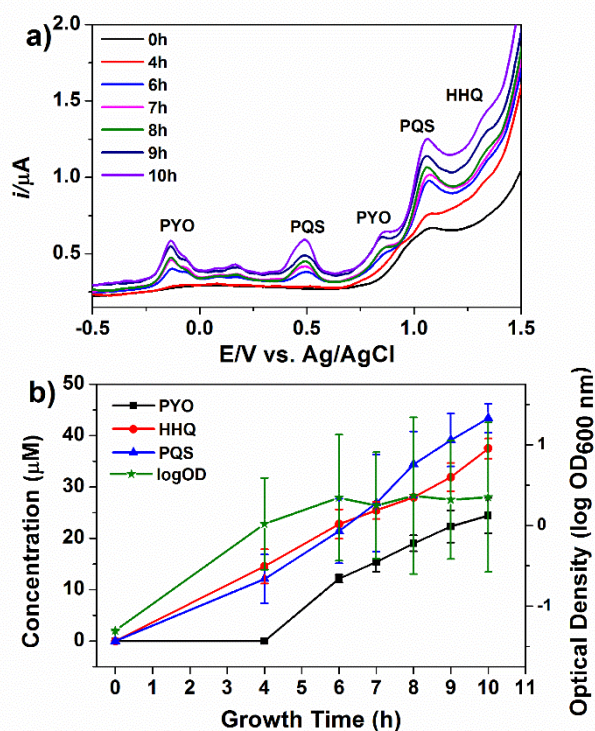 a)
2.0
1.5
1.0
0.5
i/µA
0h
4h
6h
7h
8h
9h
10h
PYO
PQS
PYO
PQS
HHQ
-0.5
0.0
0.5
1.0
1.5
E/V vs. Ag/AgCl
b)
50
40
30
20
10
0
Concentration (µM)
PYO
HHQ
PQS
logOD
1
0
-1
Optical Density (log OD600 nm)
0 1 2 3 4 5 6 7 8 9 10 11
Growth Time (h)